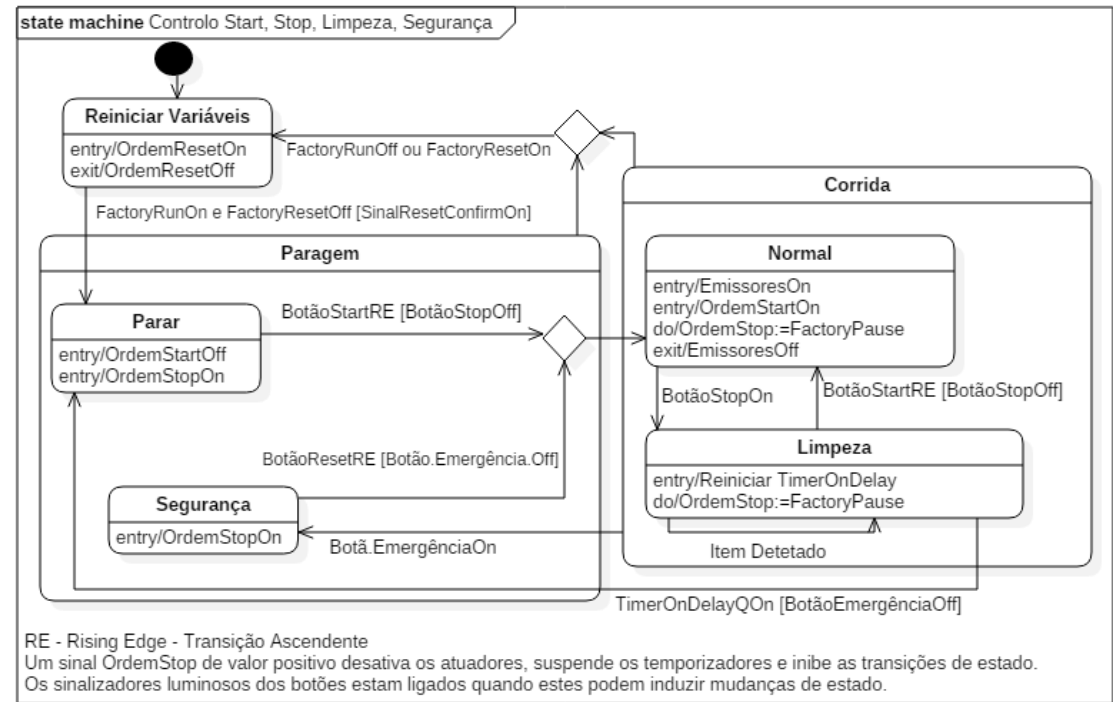 state machine Controlo Start, Stop, Limpeza, Segurança
Reiniciar Variáveis
entry/OrdemResetOn
exit/OrdemResetOff
FactoryRunOff ou FactoryResetOn
FactoryRunOn e FactoryResetOff [SinalResetConfirmOn]
Corrida
Paragem
Normal
entry/EmissoresOn
entry/OrdemStartOn
do/OrdemStop:=FactoryPause
exit/EmissoresOff
BotãoStartRE [BotãoStopOff]
Parar
entry/OrdemStartOff
entry/OrdemStopOn
BotãoStopOn
BotãoStartRE [BotãoStopOff]
Limpeza
entry/Reiniciar TimerOnDelay
do/OrdemStop:=FactoryPause
BotãoResetRE [Botão.Emergência.Off]
Segurança
entry/OrdemStopOn
Botã.EmergênciaOn
Item Detetado
TimerOnDelayQOn [BotãoEmergênciaOff]
RE - Rising Edge - Transição Ascendente
Um sinal OrdemStop de valor positivo desativa os atuadores, suspende os temporizadores e inibe as transições de estado.
Os sinalizadores luminosos dos botões estam ligados quando estes podem induzir mudanças de estado.